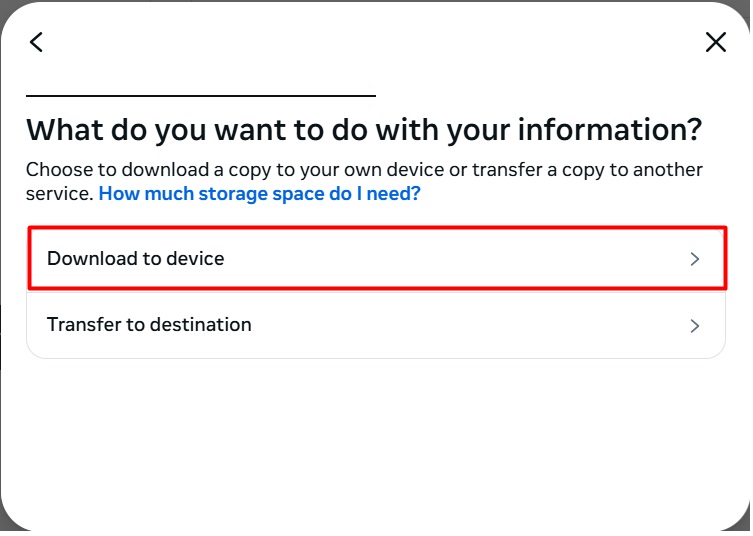 What do you want to do with your information?
Choose to download a copy to your own device or transfer a copy to another
service. How much storage space do I need?
Download to device
Transfer to destination